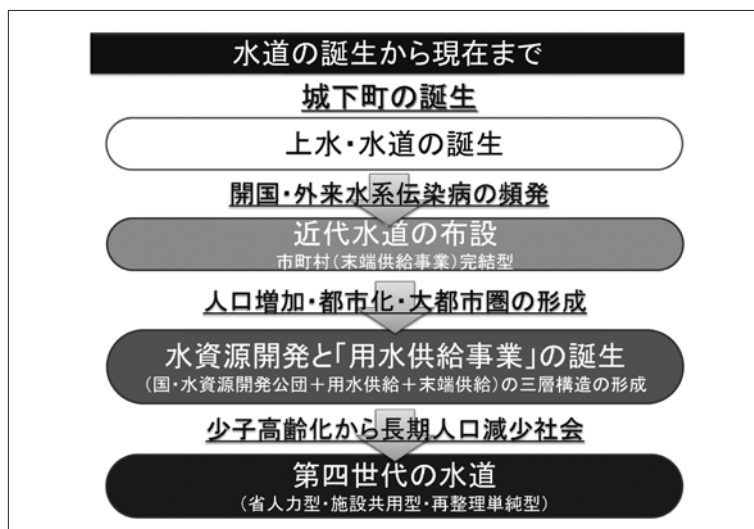 水道の誕生から現在まで
城下町の誕生
上水・水道の誕生
開国・外来水系伝染病の頻発
近代水道の布設
市町村(末端供給事業)完結型
人口増加・都市化・大都市圏の形成
水資源開発と「用水供給事業」の誕生
(国・水資源開発公団+用水供給+末端供給)の三層構造の形成
少子高齢化から長期人口減少社会
第四世代の水道
(省人力型・施設共用型・再整理単純型)